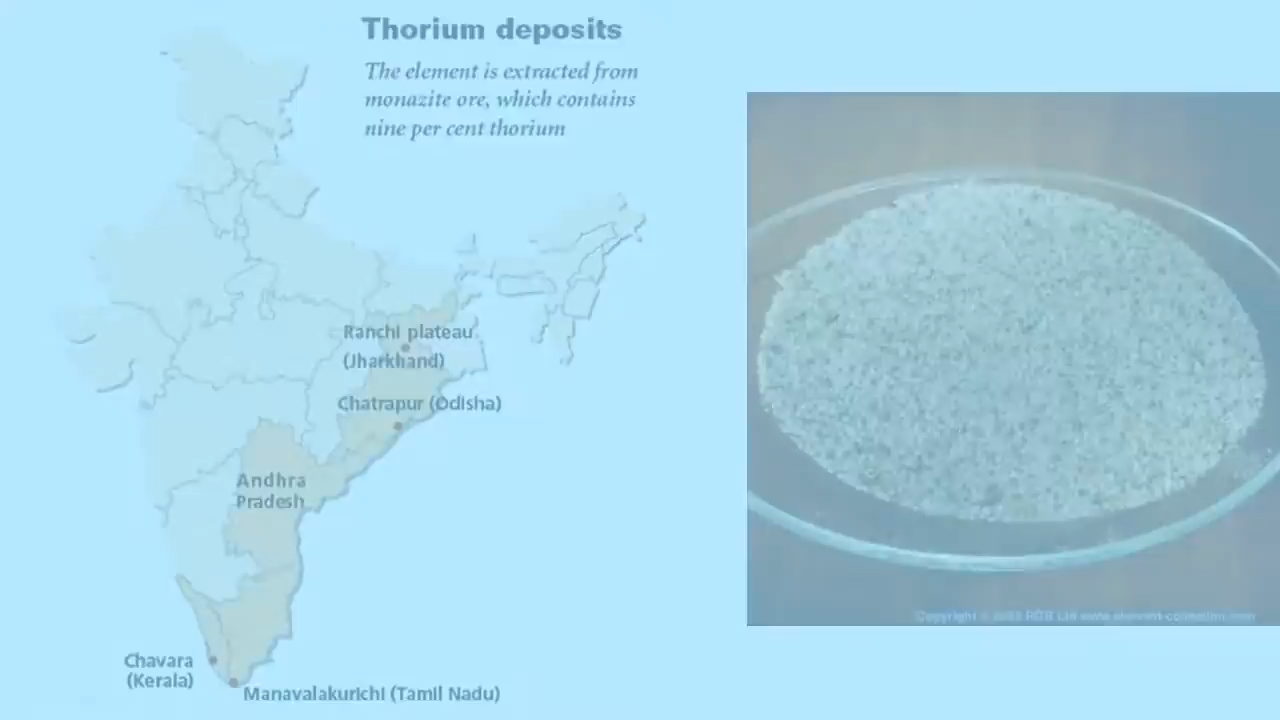 Thorium deposits
The element is extracted from
monazite ore, which contains
nine per cent thorium
Ranchi plateau
(Jharkhand)
Chatrapur (Odisha)
Andhra
Pradesh
Chavara
(Kerala)
Manavalakurichi (Tamil Nadu)
Copyright